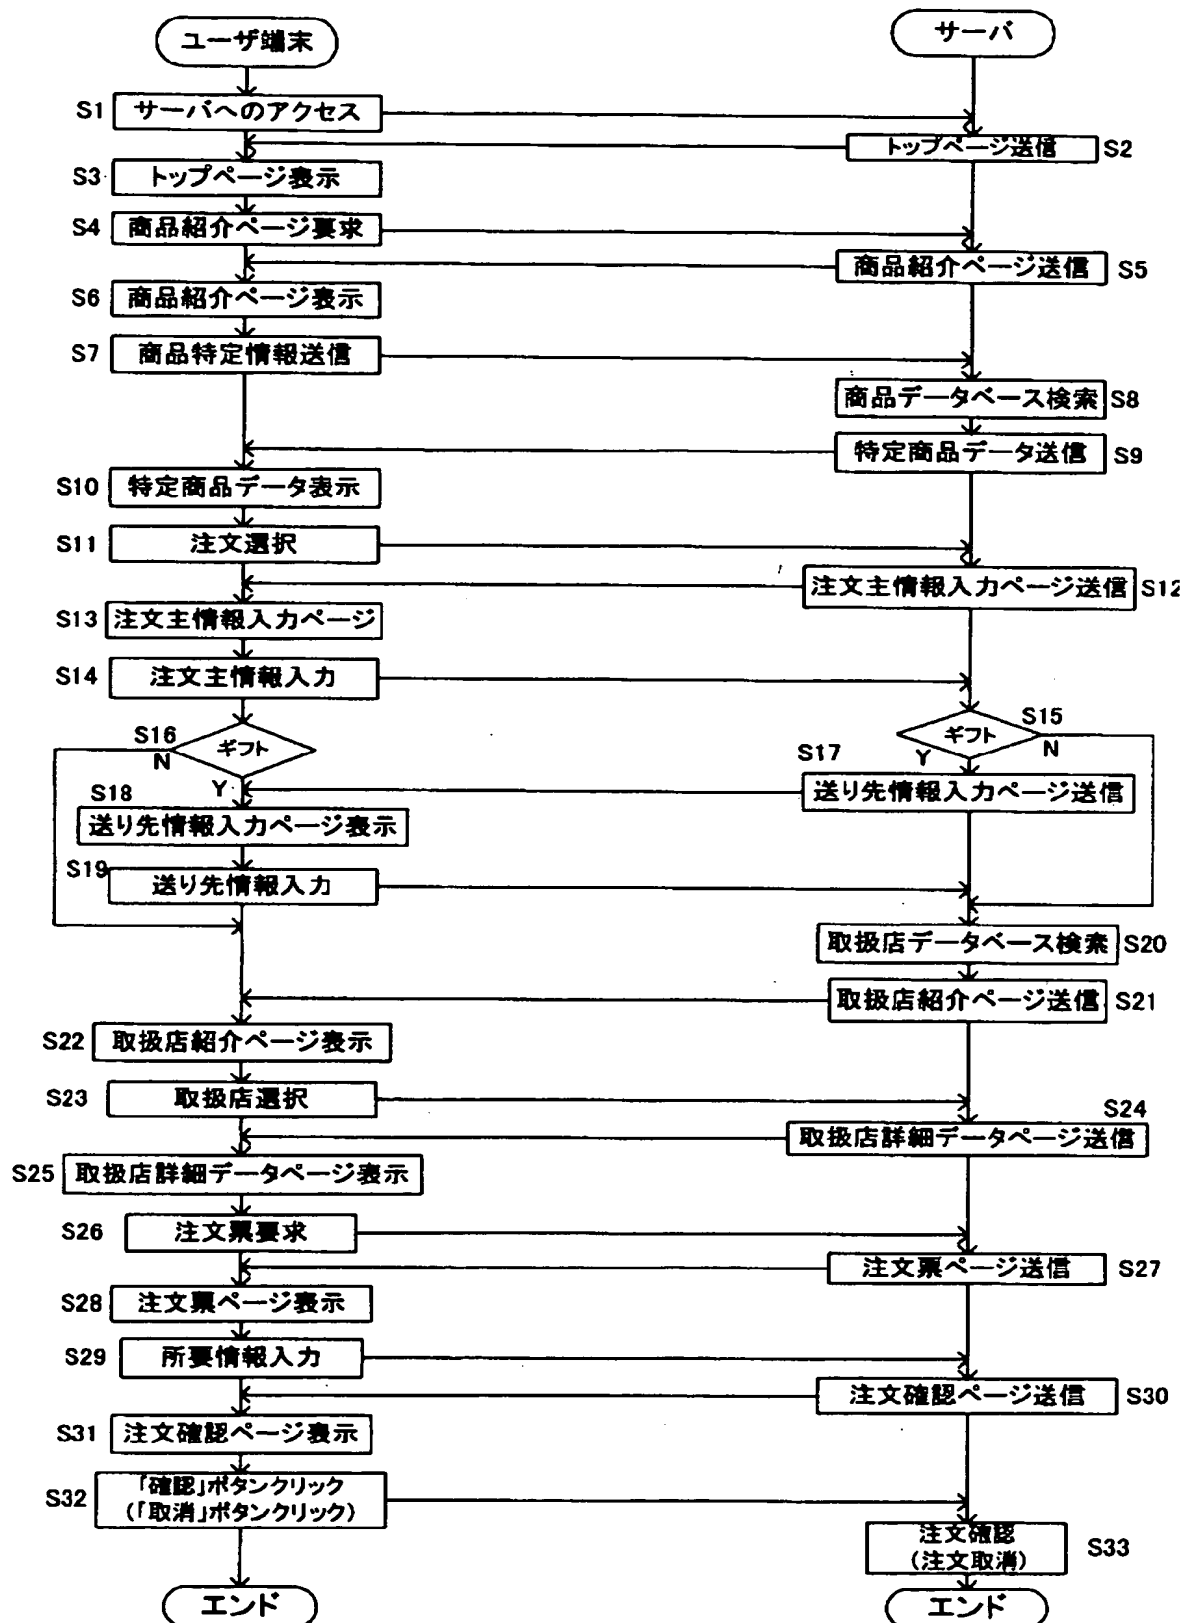 ユーザ端末
サーバ
S1 サーバへのアクセス
トップページ送信 S2
S3 トップページ表示
S4 商品紹介ページ要求
商品紹介ページ送信 S5
S6 商品紹介ページ表示
S7 商品特定情報送信
商品データベース検索 S8
特定商品データ送信 S9
S10 特定商品データ表示
S11 注文選択
注文主情報入力ページ送信 S12
S13 注文主情報入力ページ
S14 注文主情報入力
S16 ギフト
N
Y
S15
ギフト
N
Y
S17
送り先情報入力ページ送信
S18
送り先情報入力ページ表示
S19 送り先情報入力
取扱店データベース検索 S20
取扱店紹介ページ送信 S21
S22 取扱店紹介ページ表示
S23 取扱店選択
S24
取扱店詳細データページ送信
S25 取扱店詳細データページ表示
S26 注文票要求
注文票ページ送信 S27
S28 注文票ページ表示
S29 所要情報入力
注文確認ページ送信 S30
S31 注文確認ページ表示
S32 「確認」ボタンクリック
(「取消」ボタンクリック)
注文確認 S33
(注文取消)
エンド
エンド